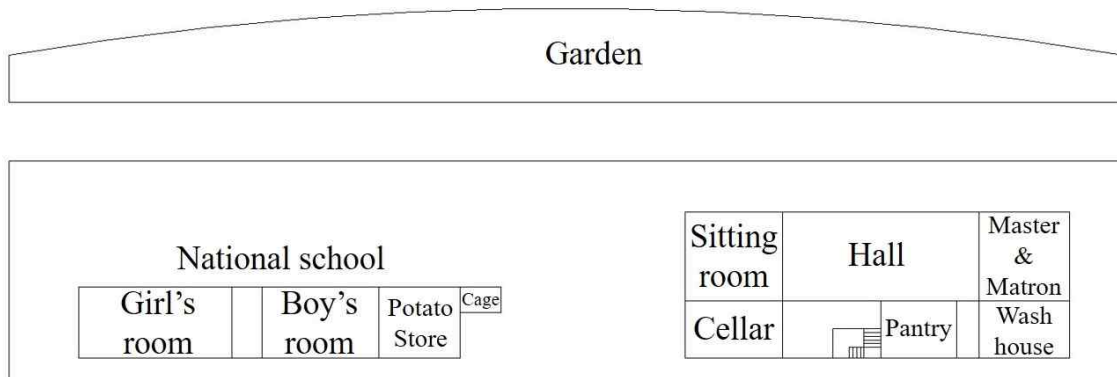 Garden
National school
Girl's
room
Boy's
room
Potato
Store
Cage
Sitting
room
Hall
Master
&
Matron
Cellar
Pantry
Wash
house